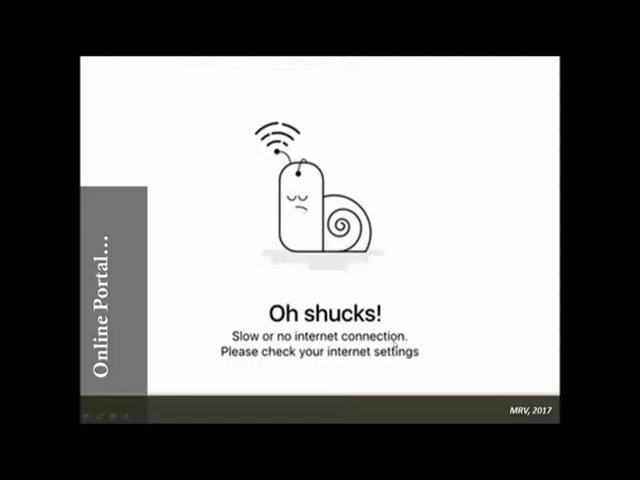 Online Portal...
Oh shucks!
Slow or no internet connection.
Please check your internet settings
MRV, 2017